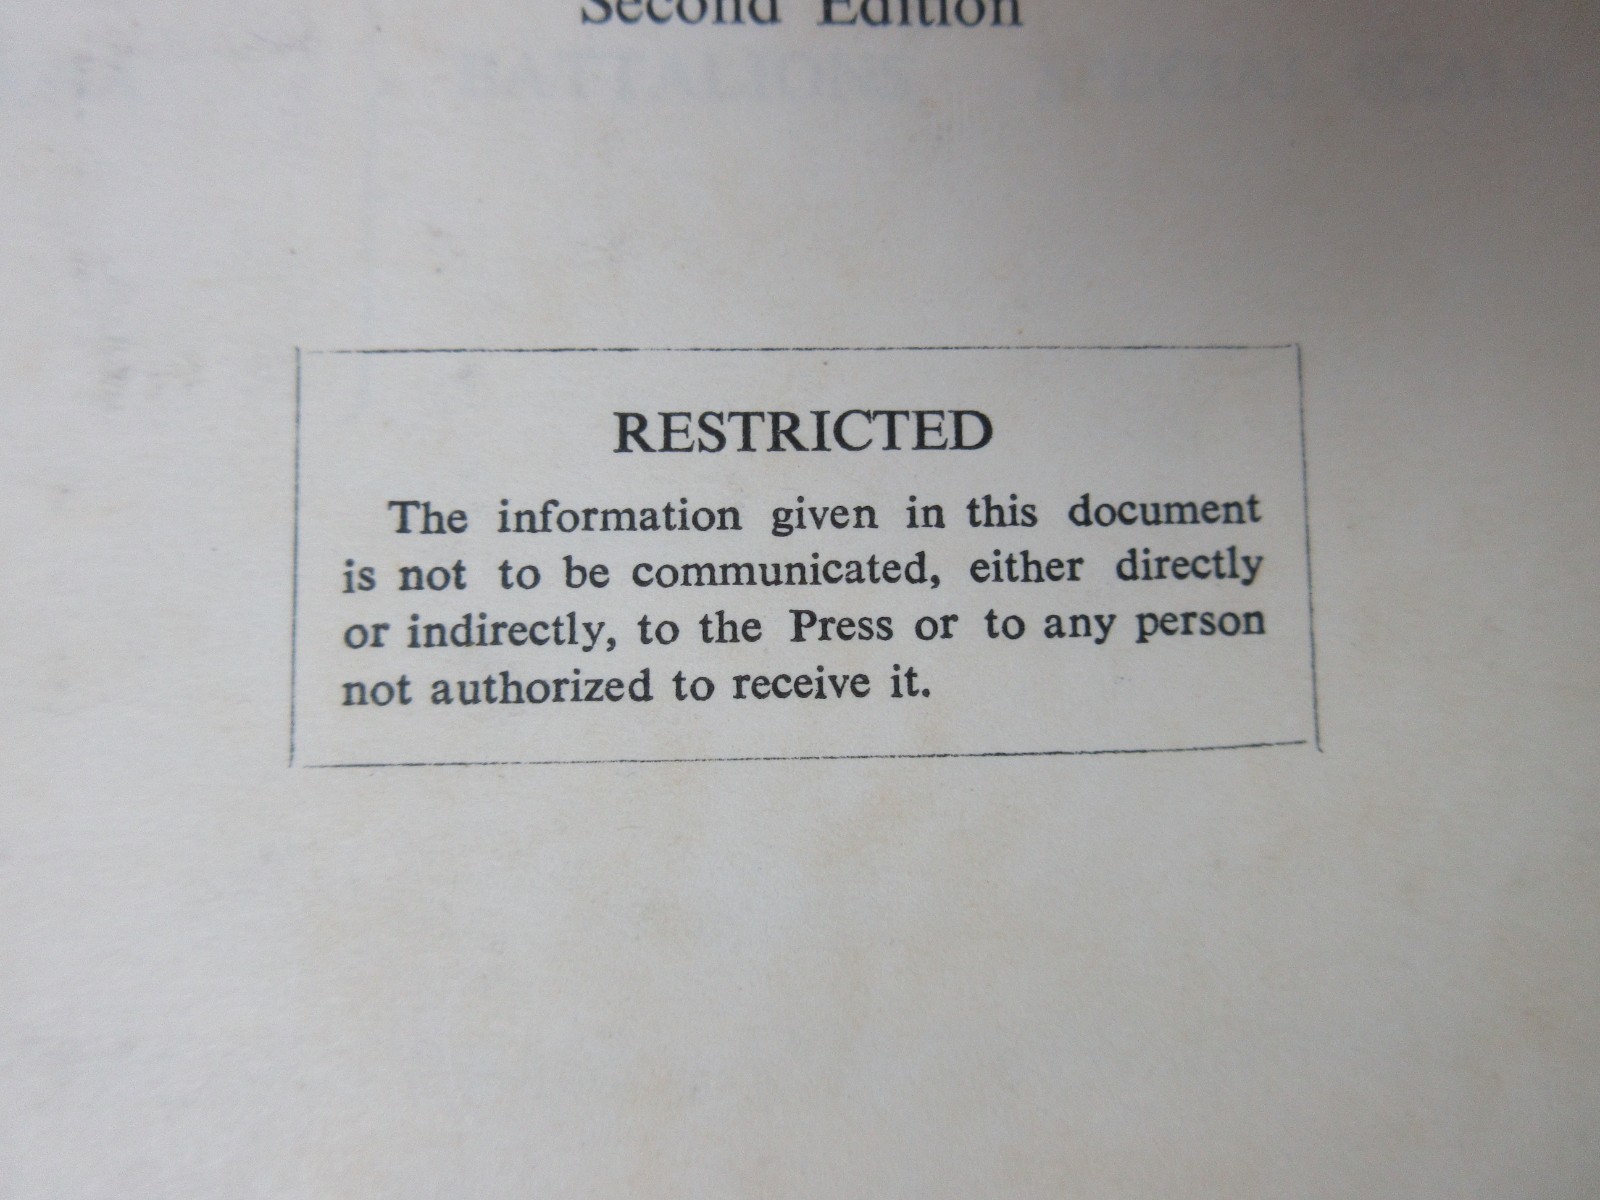 Second Edition
BATTALIONS
RESTRICTED
The information given in this document
is not to be communicated, either directly
or indirectly, to the Press or to any person
not authorized to receive it.